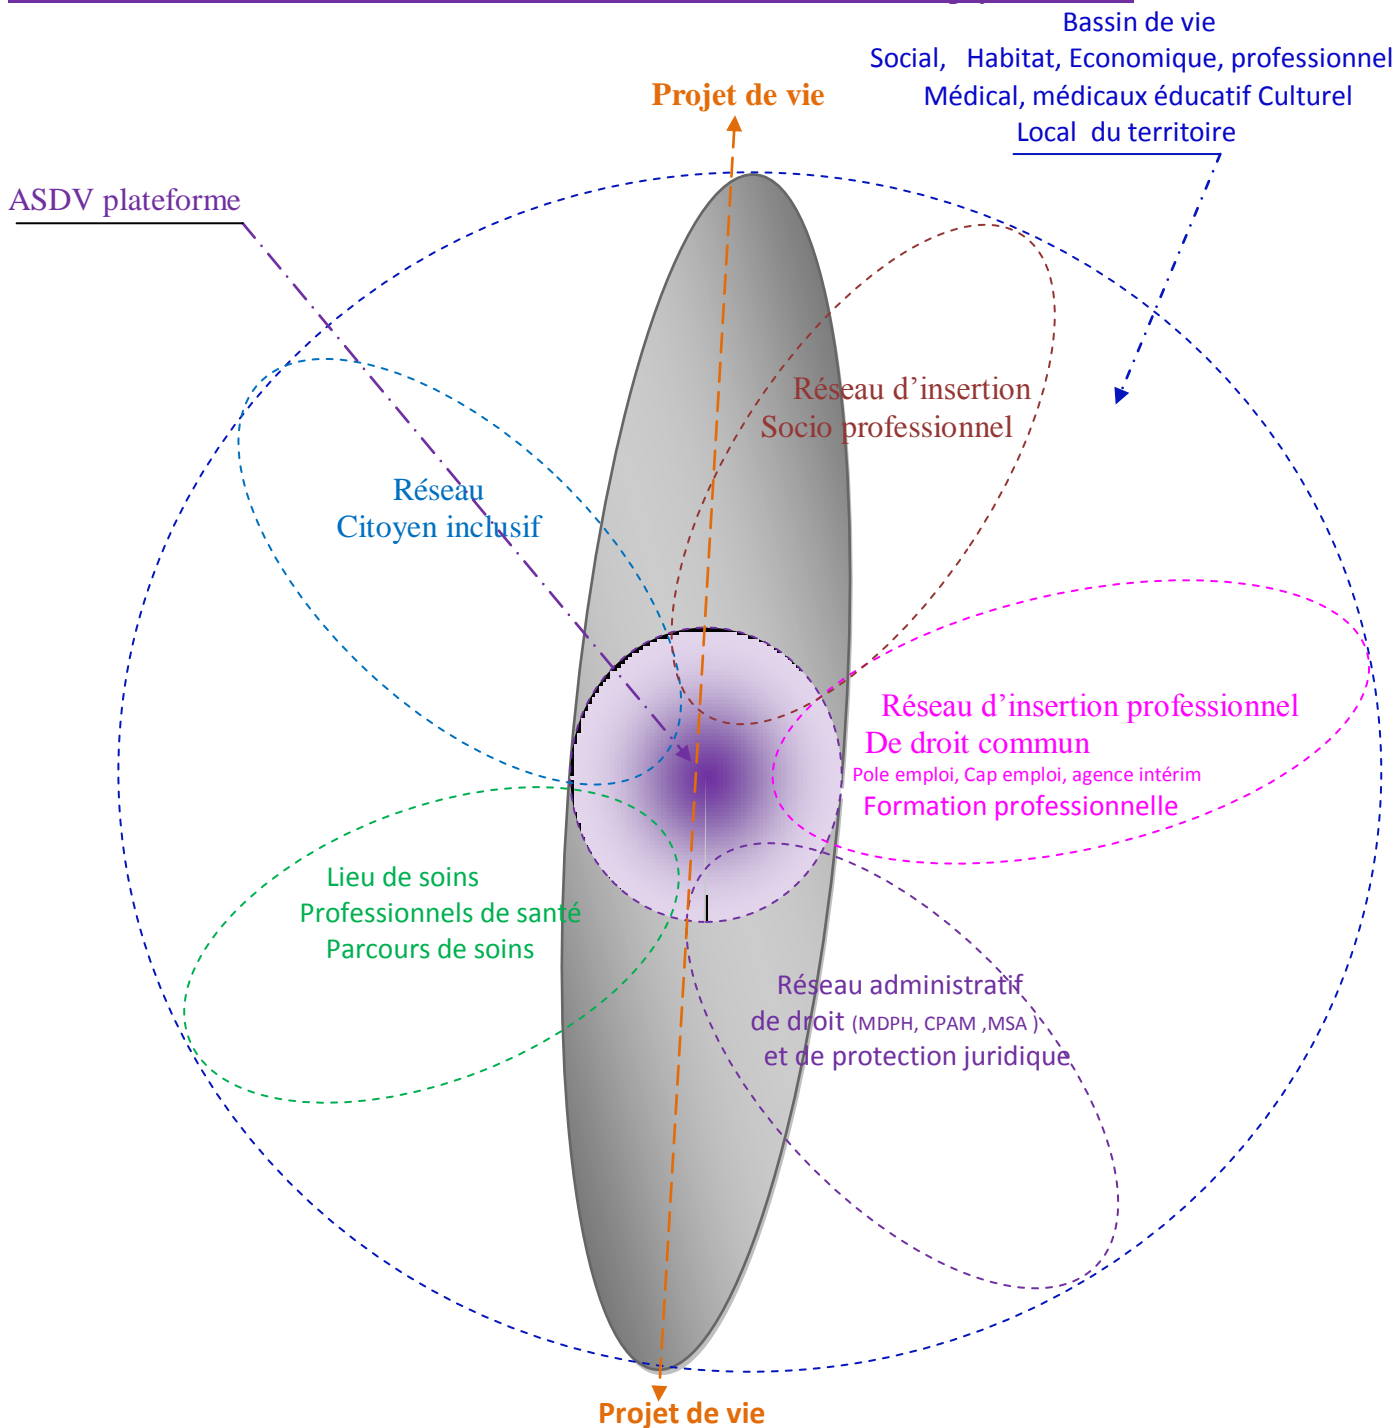 Bassin de vie
Social, Habitat, Economique, professionnel
Médical, médicaux éducatif Culturel
Local du territoire
Projet de vie
ASDV plateforme
Réseau d’insertion
Socio professionnel
Réseau
Citoyen inclusif
Réseau d’insertion professionnel
De droit commun
Pole emploi, Cap emploi, agence intérim
Formation professionnelle
Lieu de soins
Professionnels de santé
Parcours de soins
Réseau administratif
de droit (MDPH, CPAM ,MSA )
et de protection juridique
Projet de vie